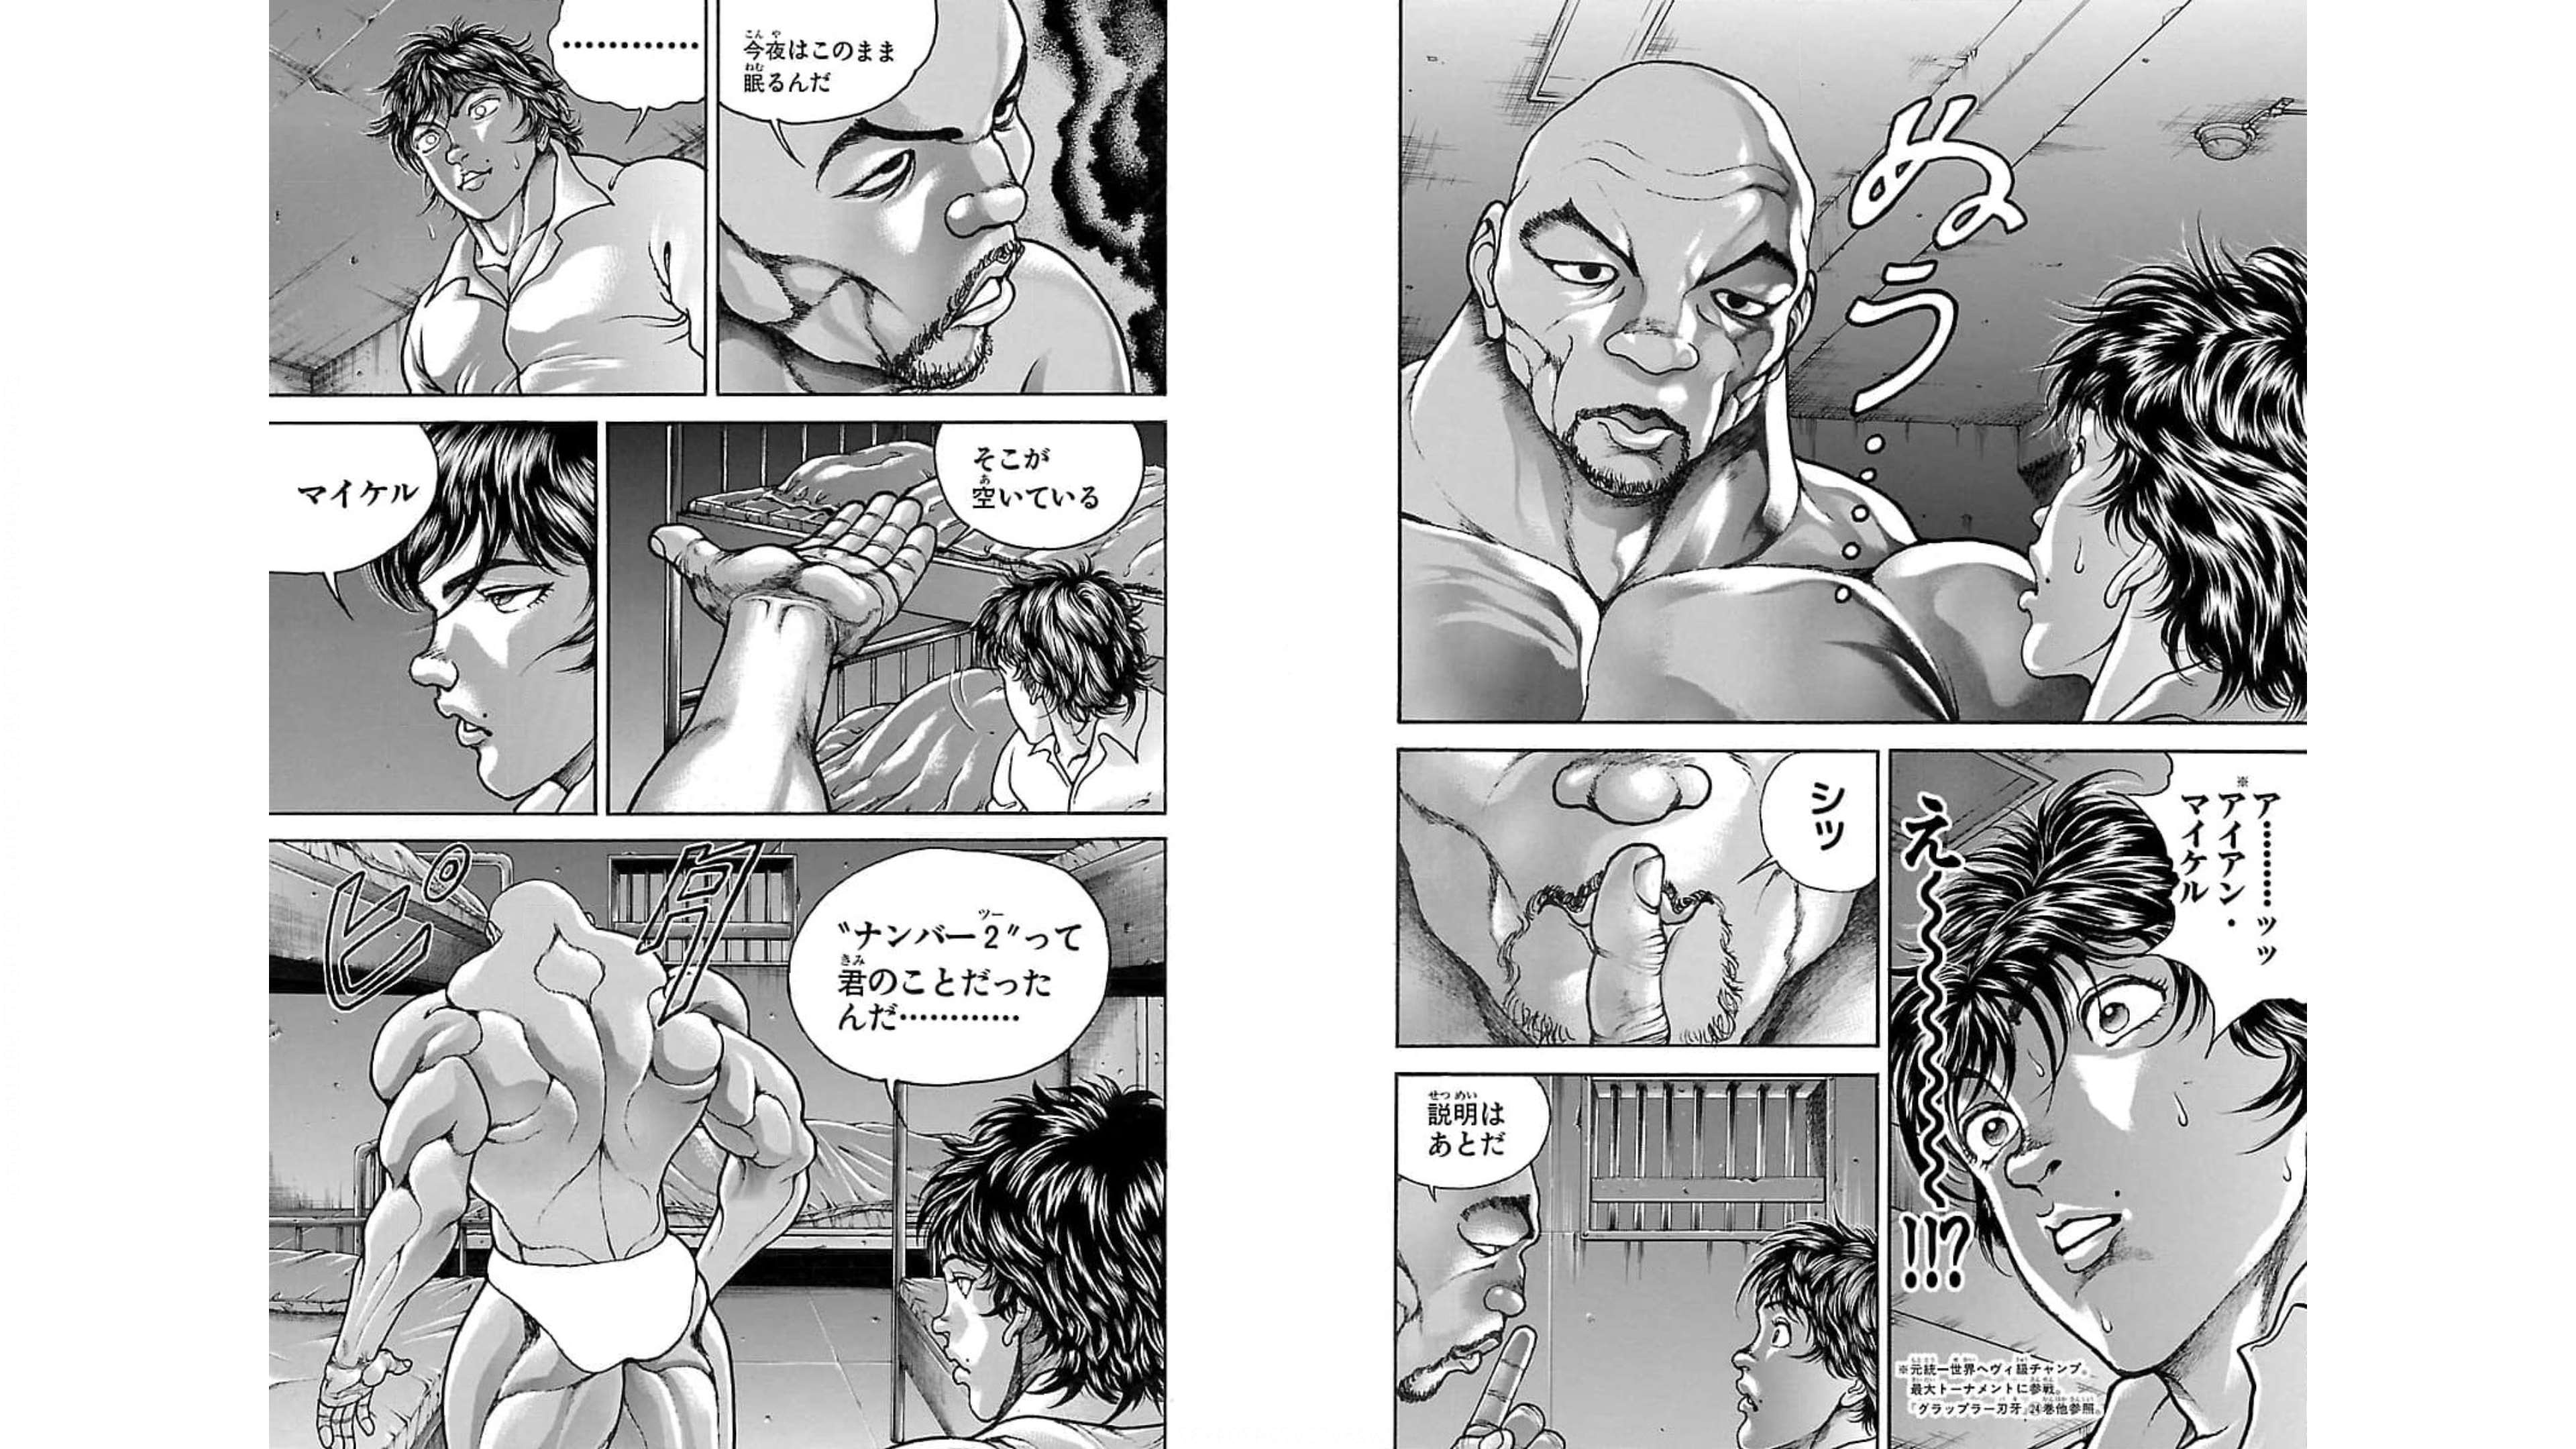 ぬぅ・・・・・
ア………ッッ
※アイアン・
マイケル
え〜〜〜〜〜!!?
※元統一世界ヘヴィ級チャンプ。
最大トーナメントに参戦。
『グラップラー刃牙』24巻他参照。
シッ
説明は
あとだ
今夜はこのまま
眠るんだ
…………
そこが
空いている
マイケル
〝ナンバー2〟って
君のことだった
んだ…………
ピク